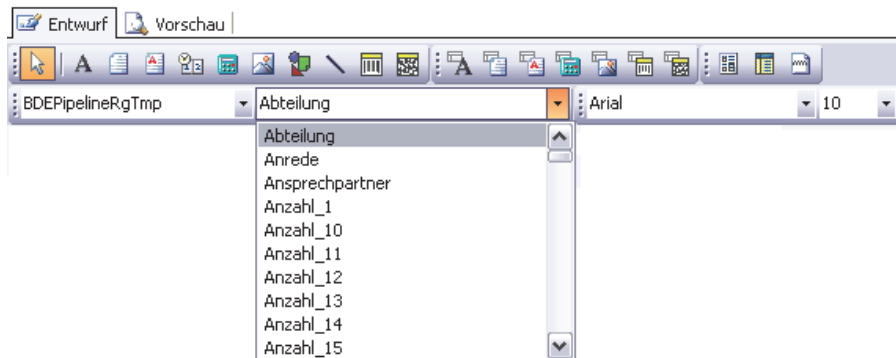 Entwurf Vorschau
BDEPipelineRgTmp Abteilung Arial 10
Abteilung
Anrede
Ansprechpartner
Anzahl_1
Anzahl_10
Anzahl_11
Anzahl_12
Anzahl_13
Anzahl_14
Anzahl_15